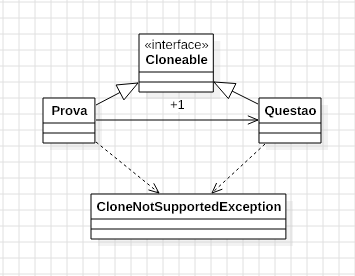 «interface»
Cloneable
Prova
+1
Questao
CloneNotSupportedException